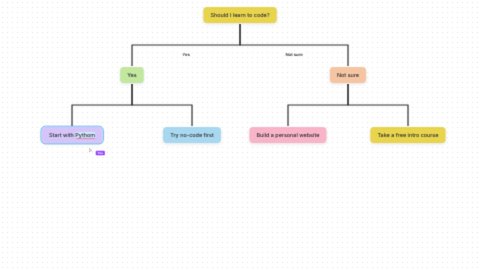 Should I learn to code?
Yes
Not sure
Yes
Not sure
Start with Python
Try no-code first
Build a personal website
Take a free intro course